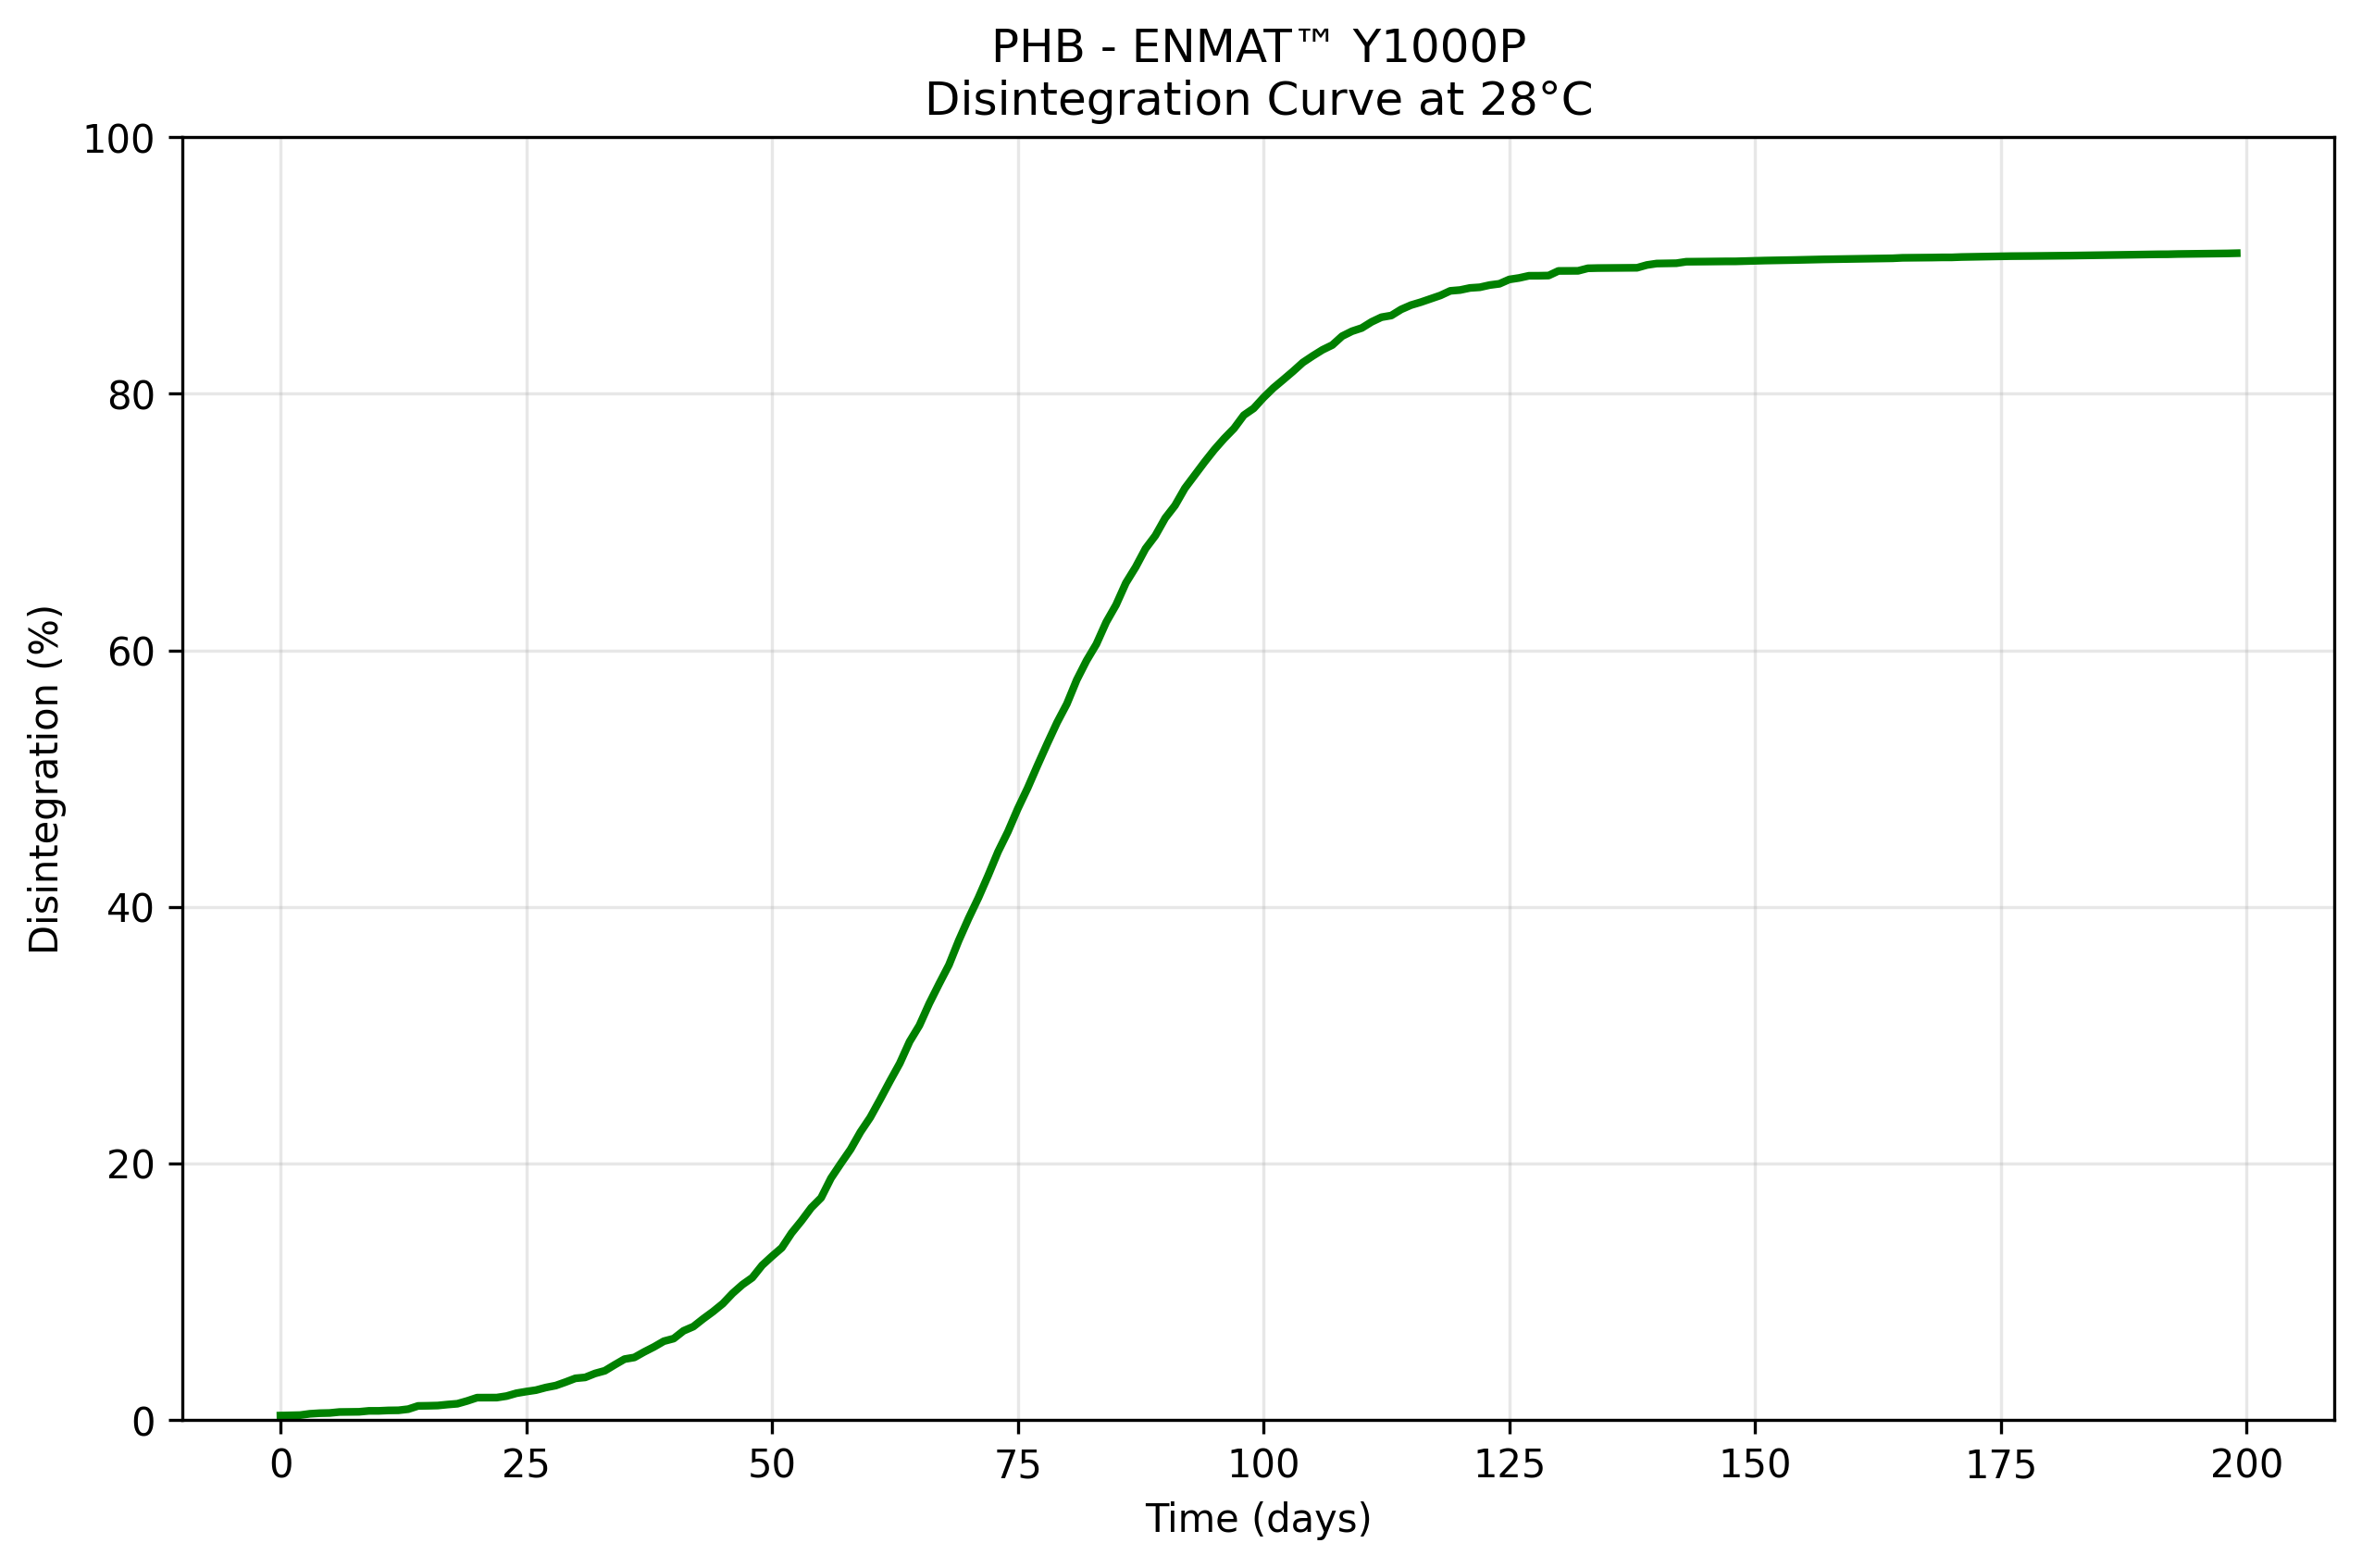 PHB - ENMAT™ Y1000P
Disintegration Curve at 28°C
100
80
60
40
20
0
Disintegration (%)
0 25 50 75 100 125 150 175 200
Time (days)